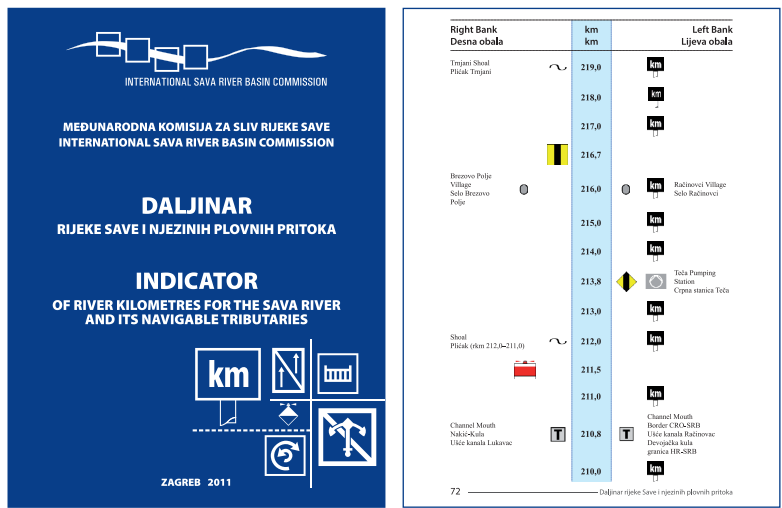 INTERNATIONAL SAVA RIVER BASIN COMMISSION
MEĐUNARODNA KOMISIJA ZA SLIV RIJEKE SAVE
INTERNATIONAL SAVA RIVER BASIN COMMISSION
DALJINAR
RIJEKE SAVE I NJEZINIH PLOVNIH PRITOKA
INDICATOR
OF RIVER KILOMETRES FOR THE SAVA RIVER
AND ITS NAVIGABLE TRIBUTARIES
km
ZAGREB 2011
Right Bank km Left Bank
Desna obala km Lijeva obala
Trnjani Shoal
Pličak Trnjani
219,0 km
218,0 km
217,0 km
216,7
Brezovo Polje
Village
Selo Brezovo
Polje
216,0 km
Račinovci Village
Selo Račinovci
215,0 km
214,0 km
213,8
Teča Pumping
Station
Crpna stanica Teča
213,0 km
Shoal
Pličak (rkm 212,0–211,0)
212,0 km
211,5
211,0 km
Channel Mouth
Nakić-Kula
Ušće kanala Lukavac
T 210,8 T
Channel Mouth
Border CRO-SRB
Ušće kanala Račinovac
Devojačka kula
granica HR-SRB
210,0 km
72 Daljinar rijeke Save i njezinih plovnih pritoka